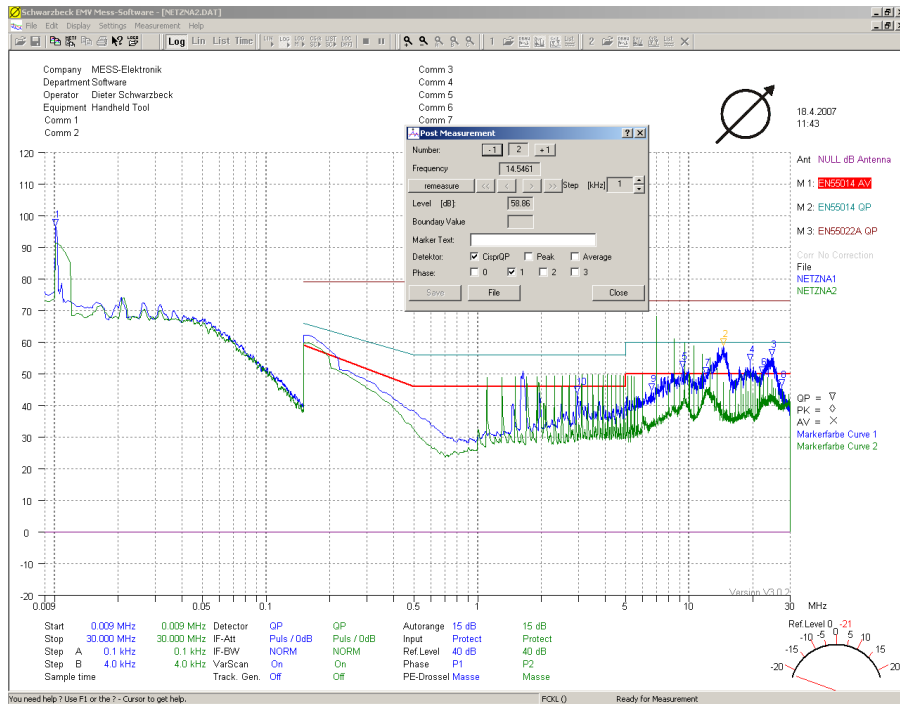 Schwarzbeck EMV Mess-Software - [NETZNA2.DAT]
File Edit Display Settings Measurement Help
Log Lin List Time
1 2
Company MESS-Elektronik
Department Software
Operator Dieter Schwarzbeck
Equipment Handheld Tool
Comm 1
Comm 2
Comm 3
Comm 4
Comm 5
Comm 6
Comm 7
18.4.2007
11:43
Post Measurement
Number: -1 2 +1
Frequency 14.5461
remeasure << < > >> Step [kHz] 1
Level [dB]: 58.86
Boundary Value
Marker Text:
Detektor: CisprQP Peak Average
Phase: 0 1 2 3
Save File Close
Ant NULL dB Antenna
M 1: EN55014 AV
M 2: EN55014 QP
M 3: EN55022A QP
Corr No Correction
File
NETZNA1
NETZNA2
QP =
PK =
AV =
Markerfarbe Curve 1
Markerfarbe Curve 2
120
110
100
90
80
70
60
50
40
30
20
10
0
-10
-20
Version V3.0.2
0.009 0.05 0.1 0.5 1 5 10 30 MHz
Start 0.009 MHz 0.009 MHz Detector QP QP Autorange 15 dB 15 dB
Stop 30.000 MHz 30.000 MHz IF-Att Puls / 0dB Puls / 0dB Input Protect Protect
Step A 0.1 kHz 0.1 kHz IF-BW NORM NORM Ref.Level 40 dB 40 dB
Step B 4.0 kHz 4.0 kHz VarScan On On Phase P1 P2
Sample time Track. Gen. Off Off PE-Drossel Masse Masse
Ref.Level 0 -21
-20 -15 -10 -5 0 5 10 15 20
You need help ? Use F1 or the ? - Cursor to get help. FCKL () Ready for Measurement